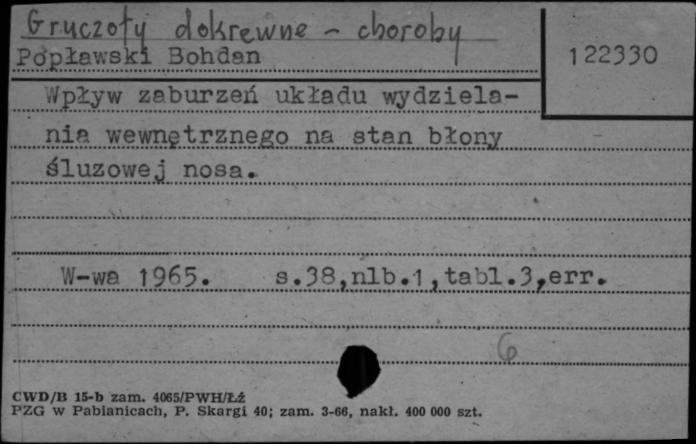 Gruczoły dokrewne - choroby
Popławski Bohdan
122330
Wpływ zaburzeń układu wydziela-
nia wewnętrznego na stan błony
śluzowej nosa.
W-wa 1965. s.38,nlb.1,tabl.3,err.
6
CWD/B 15-b zam. 4065/PWH/Łź
PZG w Pabianicach, P. Skargi 40; zam. 3-66, nakł. 400 000 szt.